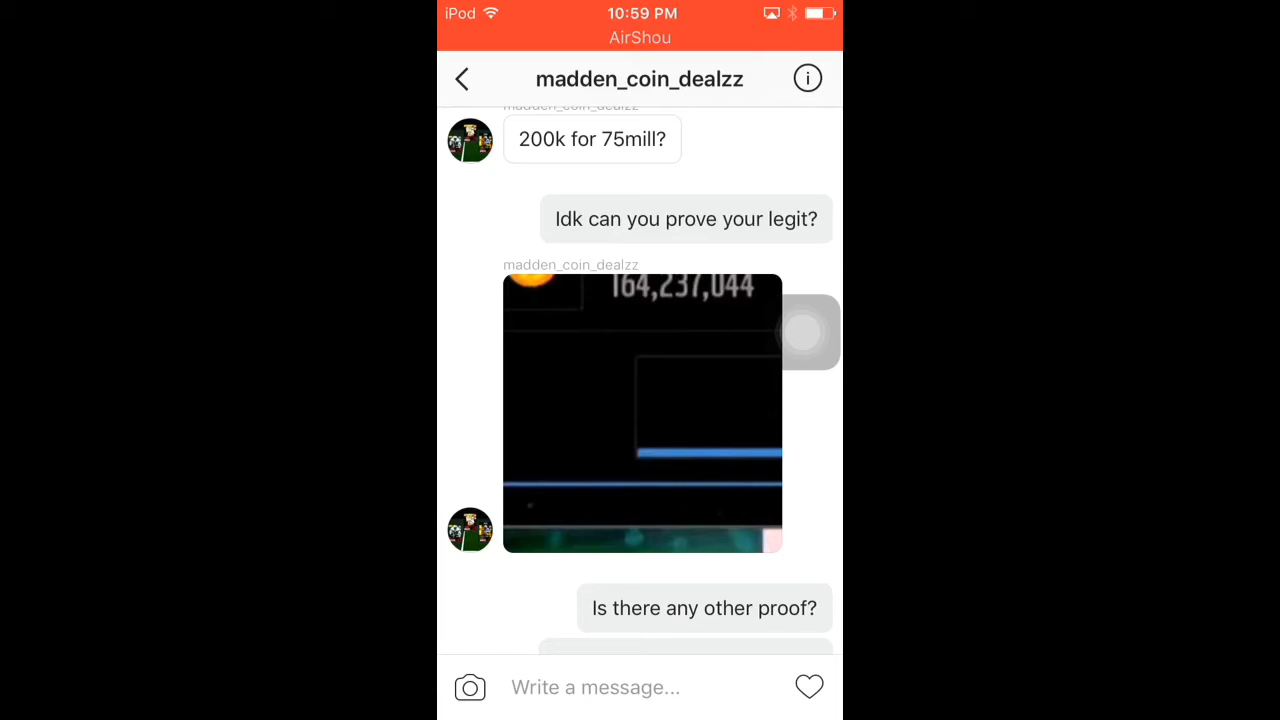 iPod 10:59 PM
AirShou
madden_coin_dealzz
madden_coin_dealzz
200k for 75mill?
Idk can you prove your legit?
madden_coin_dealzz
164,237,044
Is there any other proof?
Write a message...